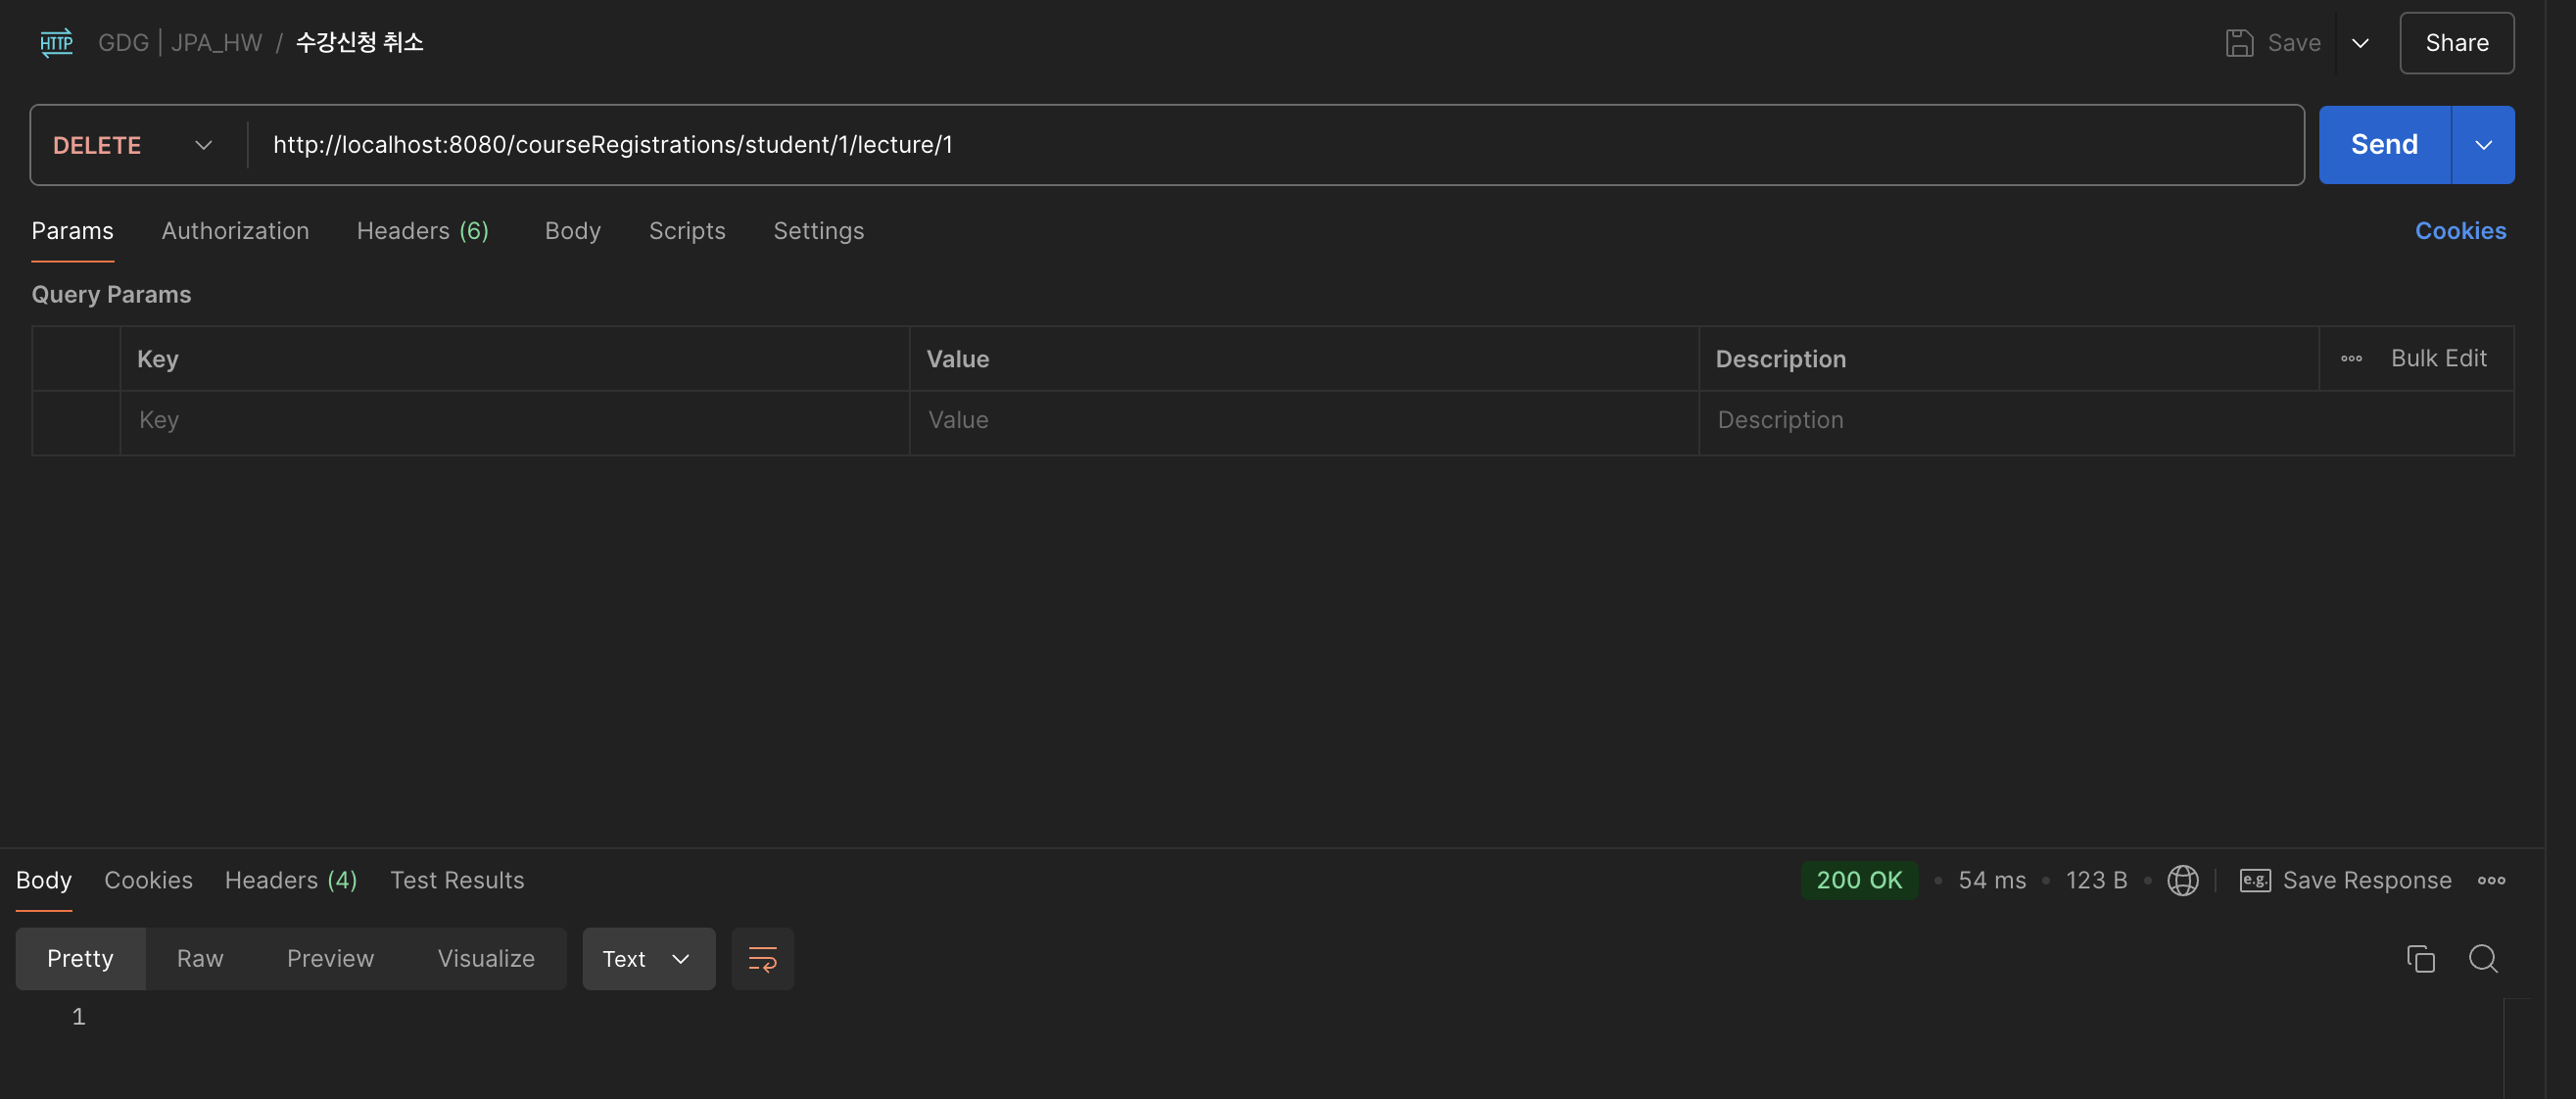 HTTP GDG | JPA_HW / 수강신청 취소 Save Share
DELETE http://localhost:8080/courseRegistrations/student/1/lecture/1 Send
Params Authorization Headers (6) Body Scripts Settings Cookies
Query Params
Key Value Description Bulk Edit
Key Value Description
Body Cookies Headers (4) Test Results 200 OK 54 ms 123 B e.g. Save Response
Pretty Raw Preview Visualize Text
1